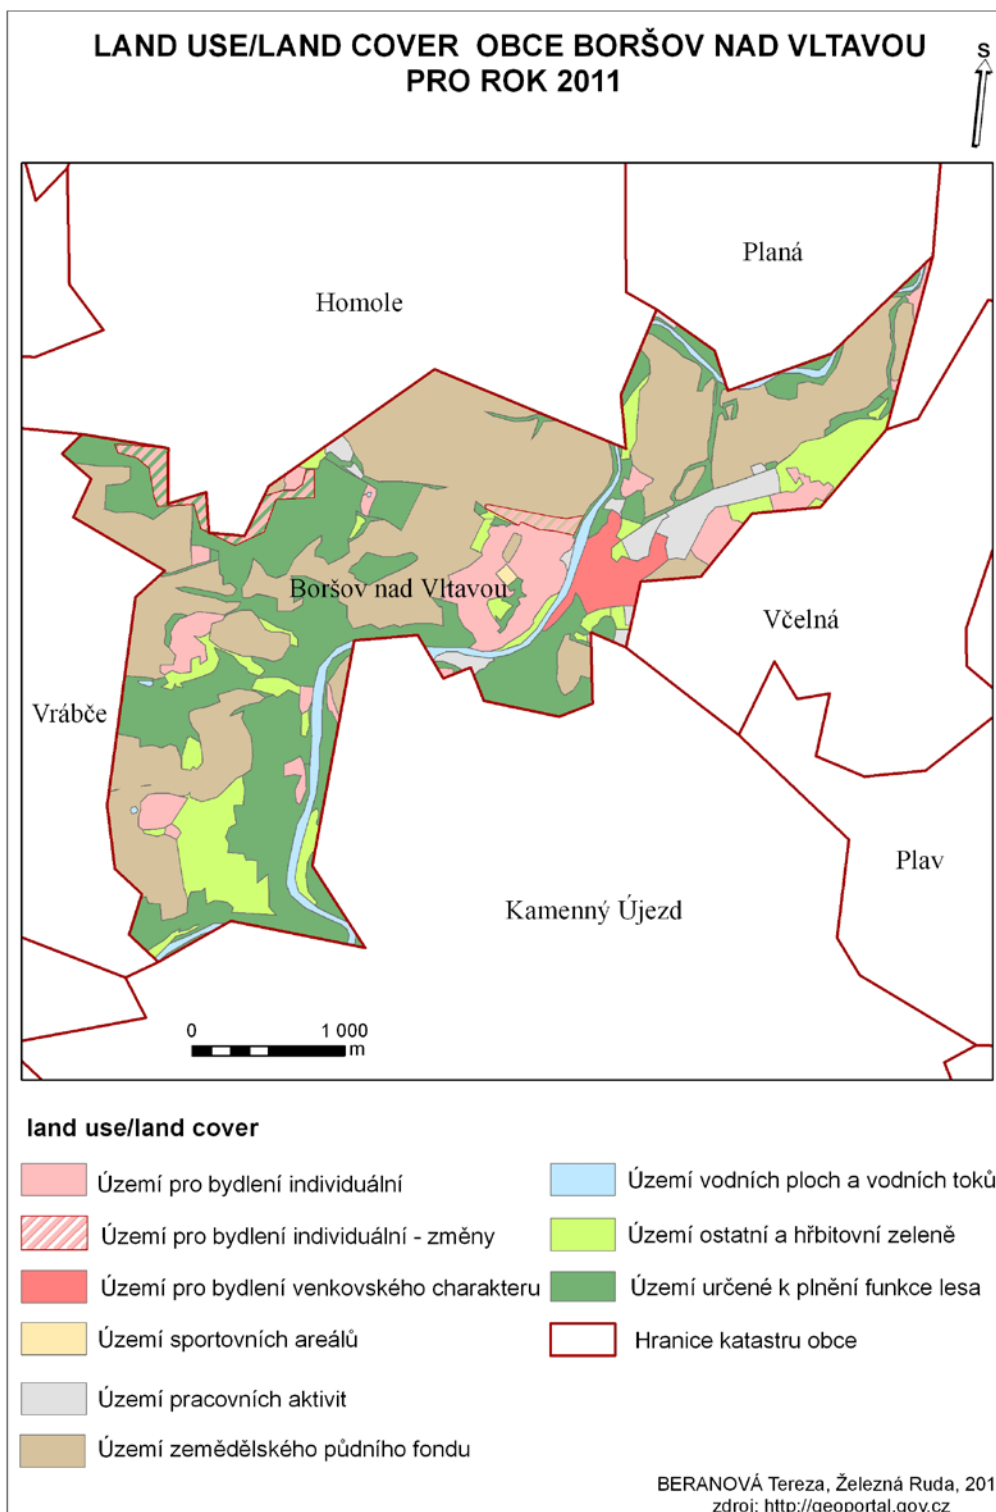 LAND USE/LAND COVER OBCE BORŠOV NAD VLTAVOU
PRO ROK 2011
S
Planá
Homole
Boršov nad Vltavou
Včelná
Vrábče
Plav
Kamenný Újezd
0 1 000
m
land use/land cover
Území pro bydlení individuální
Území pro bydlení individuální - změny
Území pro bydlení venkovského charakteru
Území sportovních areálů
Území pracovních aktivit
Území zemědělského půdního fondu
Území vodních ploch a vodních toků
Území ostatní a hřbitovní zeleně
Území určené k plnění funkce lesa
Hranice katastru obce
BERANOVÁ Tereza, Železná Ruda, 201
zdroj: http://geoportal.gov.cz